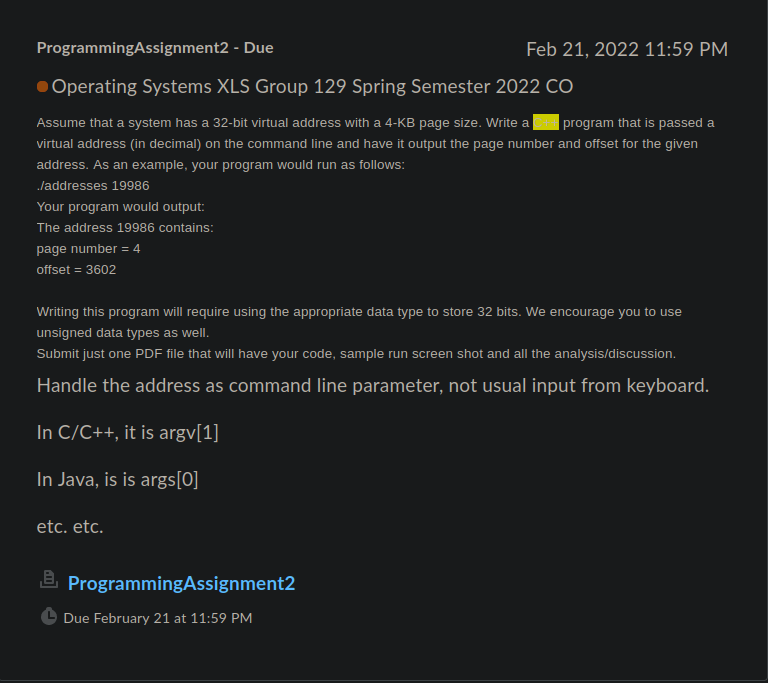 ProgrammingAssignment2 - Due
Feb 21, 2022 11:59 PM
Operating Systems XLS Group 129 Spring Semester 2022 CO
Assume that a system has a 32-bit virtual address with a 4-KB page size. Write a C++ program that is passed a
virtual address (in decimal) on the command line and have it output the page number and offset for the given
address. As an example, your program would run as follows:
./addresses 19986
Your program would output:
The address 19986 contains:
page number = 4
offset = 3602
Writing this program will require using the appropriate data type to store 32 bits. We encourage you to use
unsigned data types as well.
Submit just one PDF file that will have your code, sample run screen shot and all the analysis/discussion.
Handle the address as command line parameter, not usual input from keyboard.
In C/C++, it is argv[1]
In Java, is is args[0]
etc. etc.
ProgrammingAssignment2
Due February 21 at 11:59 PM